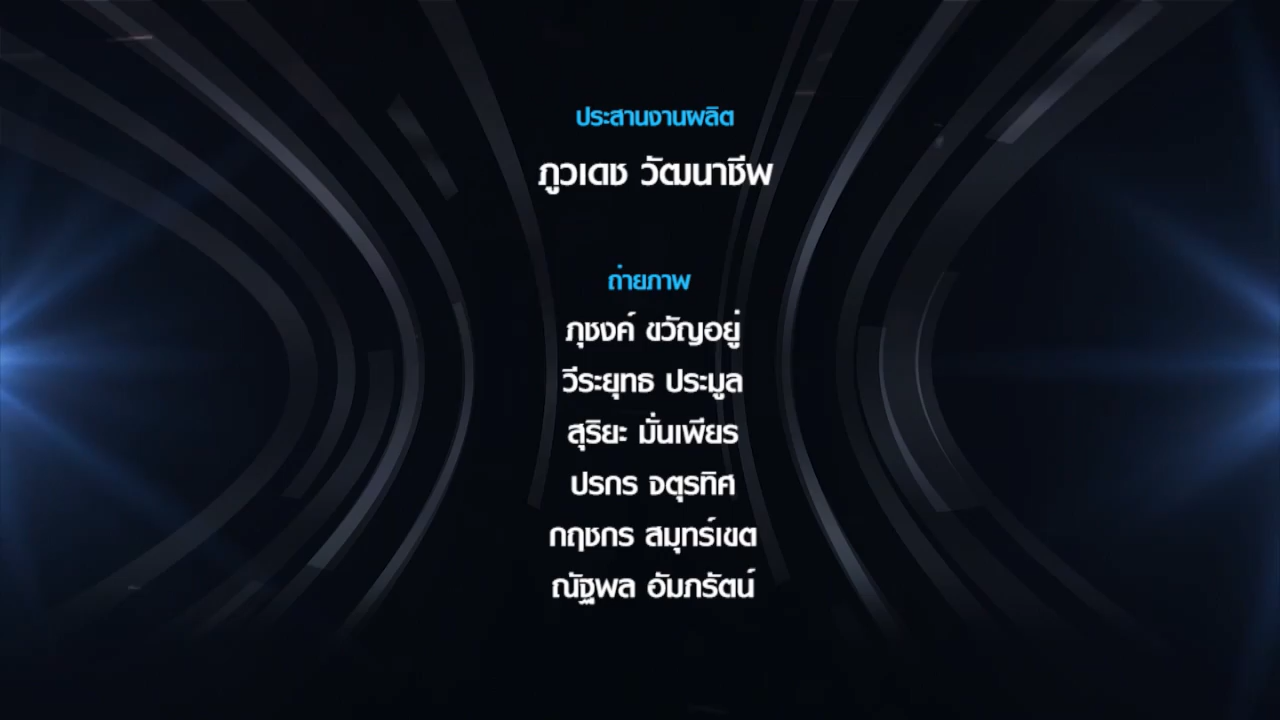 ประสานงานผลิต
ภูวเดช วัฒนาชีพ
ถ่ายภาพ
ภุชงค์ ขวัญอยู่
วีระยุทธ ประมูล
สุริยะ มั่นเพียร
ปรกร จตุรทิศ
กฤชกร สมุทร์เขต
ณัฐพล อัมภรัตน์